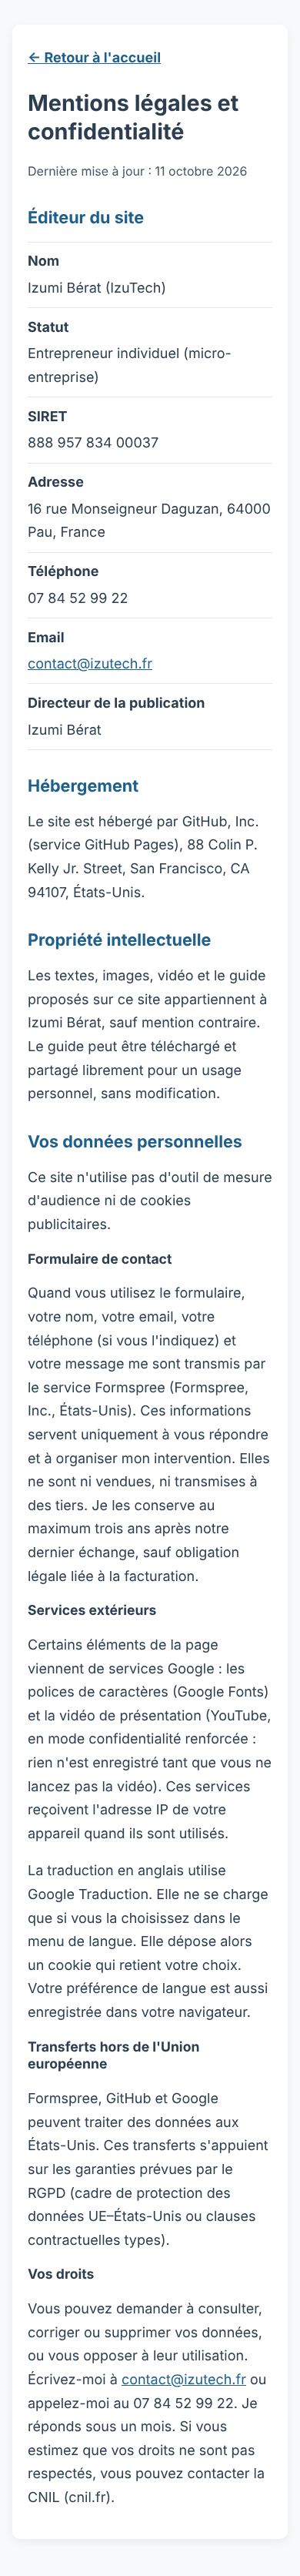 ← Retour à l'accueil
Mentions légales et
confidentialité
Dernière mise à jour : 11 octobre 2026
Éditeur du site
Nom
Izumi Bérat (IzuTech)
Statut
Entrepreneur individuel (micro-
entreprise)
SIRET
888 957 834 00037
Adresse
16 rue Monseigneur Daguzan, 64000
Pau, France
Téléphone
07 84 52 99 22
Email
contact@izutech.fr
Directeur de la publication
Izumi Bérat
Hébergement
Le site est hébergé par GitHub, Inc.
(service GitHub Pages), 88 Colin P.
Kelly Jr. Street, San Francisco, CA
94107, États-Unis.
Propriété intellectuelle
Les textes, images, vidéo et le guide
proposés sur ce site appartiennent à
Izumi Bérat, sauf mention contraire.
Le guide peut être téléchargé et
partagé librement pour un usage
personnel, sans modification.
Vos données personnelles
Ce site n'utilise pas d'outil de mesure
d'audience ni de cookies
publicitaires.
Formulaire de contact
Quand vous utilisez le formulaire,
votre nom, votre email, votre
téléphone (si vous l'indiquez) et
votre message me sont transmis par
le service Formspree (Formspree,
Inc., États-Unis). Ces informations
servent uniquement à vous répondre
et à organiser mon intervention. Elles
ne sont ni vendues, ni transmises à
des tiers. Je les conserve au
maximum trois ans après notre
dernier échange, sauf obligation
légale liée à la facturation.
Services extérieurs
Certains éléments de la page
viennent de services Google : les
polices de caractères (Google Fonts)
et la vidéo de présentation (YouTube,
en mode confidentialité renforcée :
rien n'est enregistré tant que vous ne
lancez pas la vidéo). Ces services
reçoivent l'adresse IP de votre
appareil quand ils sont utilisés.
La traduction en anglais utilise
Google Traduction. Elle ne se charge
que si vous la choisissez dans le
menu de langue. Elle dépose alors
un cookie qui retient votre choix.
Votre préférence de langue est aussi
enregistrée dans votre navigateur.
Transferts hors de l'Union
européenne
Formspree, GitHub et Google
peuvent traiter des données aux
États-Unis. Ces transferts s'appuient
sur les garanties prévues par le
RGPD (cadre de protection des
données UE–États-Unis ou clauses
contractuelles types).
Vos droits
Vous pouvez demander à consulter,
corriger ou supprimer vos données,
ou vous opposer à leur utilisation.
Écrivez-moi à contact@izutech.fr ou
appelez-moi au 07 84 52 99 22. Je
réponds sous un mois. Si vous
estimez que vos droits ne sont pas
respectés, vous pouvez contacter la
CNIL (cnil.fr).